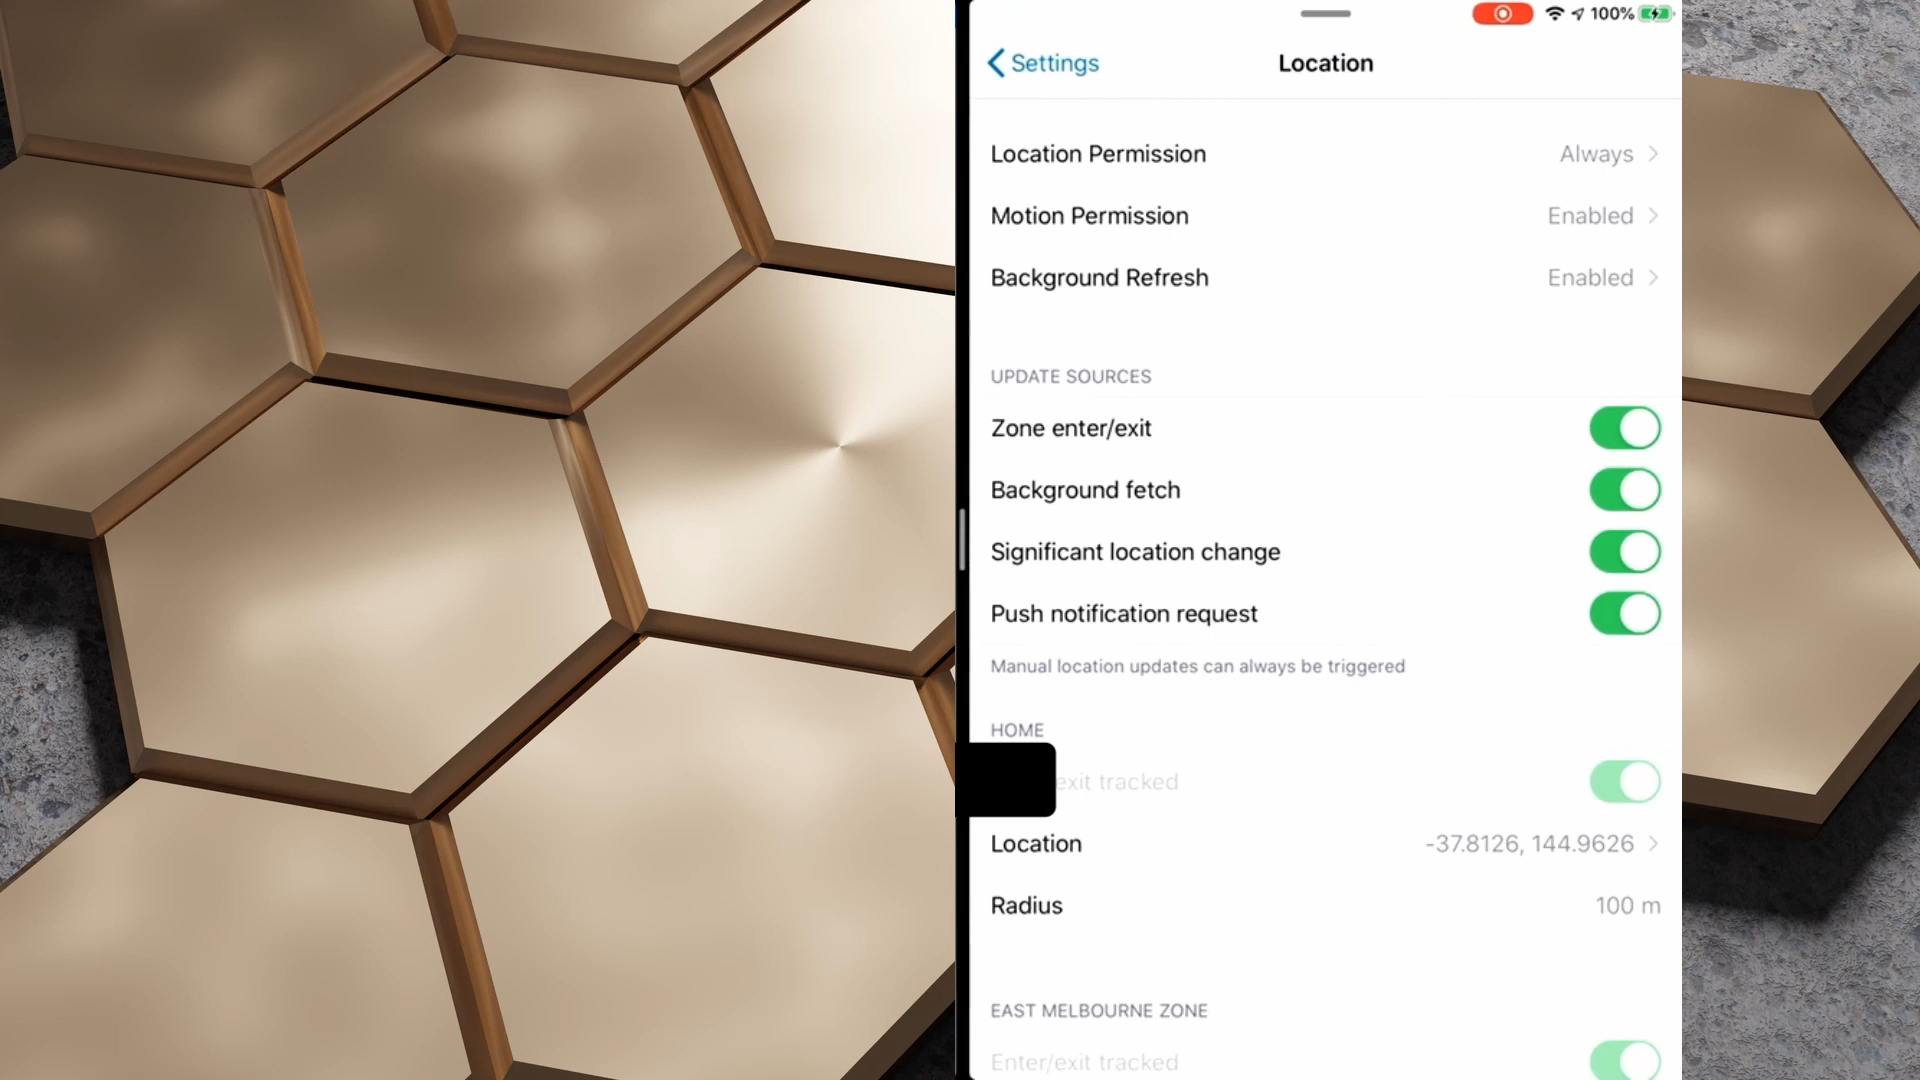 100%
Settings
Location
Location Permission Always
Motion Permission Enabled
Background Refresh Enabled
UPDATE SOURCES
Zone enter/exit
Background fetch
Significant location change
Push notification request
Manual location updates can always be triggered
HOME
exit tracked
Location -37.8126, 144.9626
Radius 100 m
EAST MELBOURNE ZONE
Enter/exit tracked